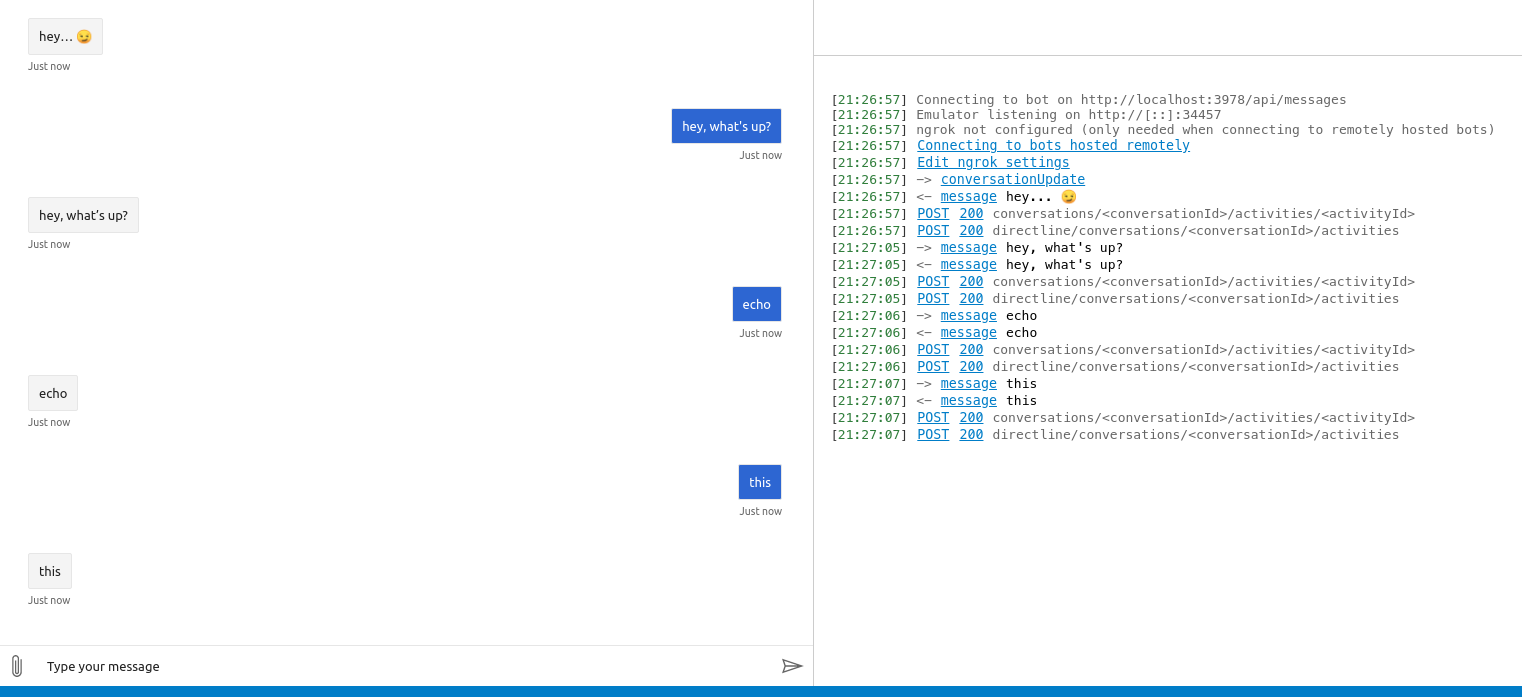 hey... 😏
Just now
hey, what's up?
Just now
hey, what's up?
Just now
echo
Just now
echo
Just now
this
Just now
this
Just now
Type your message
[21:26:57] Connecting to bot on http://localhost:3978/api/messages
[21:26:57] Emulator listening on http://[::]:34457
[21:26:57] ngrok not configured (only needed when connecting to remotely hosted bots)
[21:26:57] Connecting to bots hosted remotely
[21:26:57] Edit ngrok settings
[21:26:57] -> conversationUpdate
[21:26:57] <- message hey... 😏
[21:26:57] POST 200 conversations/<conversationId>/activities/<activityId>
[21:26:57] POST 200 directline/conversations/<conversationId>/activities
[21:27:05] -> message hey, what's up?
[21:27:05] <- message hey, what's up?
[21:27:05] POST 200 conversations/<conversationId>/activities/<activityId>
[21:27:05] POST 200 directline/conversations/<conversationId>/activities
[21:27:06] -> message echo
[21:27:06] <- message echo
[21:27:06] POST 200 conversations/<conversationId>/activities/<activityId>
[21:27:06] POST 200 directline/conversations/<conversationId>/activities
[21:27:07] -> message this
[21:27:07] <- message this
[21:27:07] POST 200 conversations/<conversationId>/activities/<activityId>
[21:27:07] POST 200 directline/conversations/<conversationId>/activities